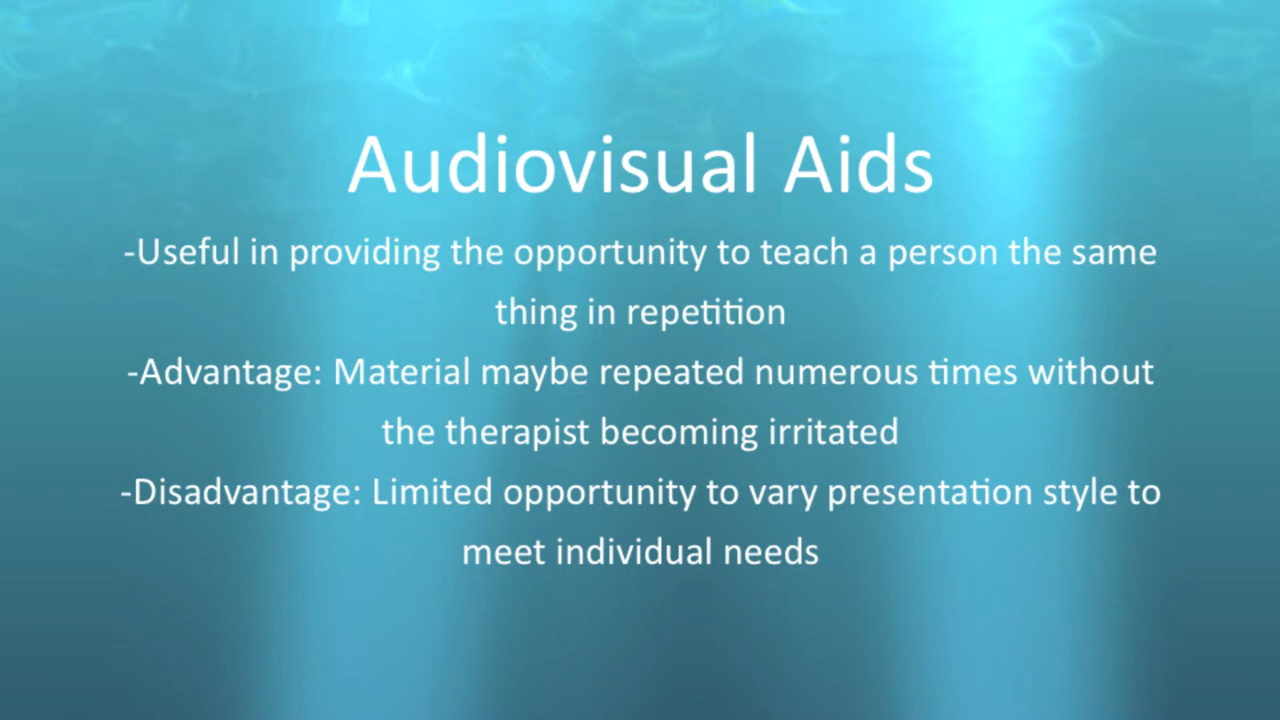 Audiovisual Aids
-Useful in providing the opportunity to teach a person the same
thing in repetition
-Advantage: Material maybe repeated numerous times without
the therapist becoming irritated
-Disadvantage: Limited opportunity to vary presentation style to
meet individual needs